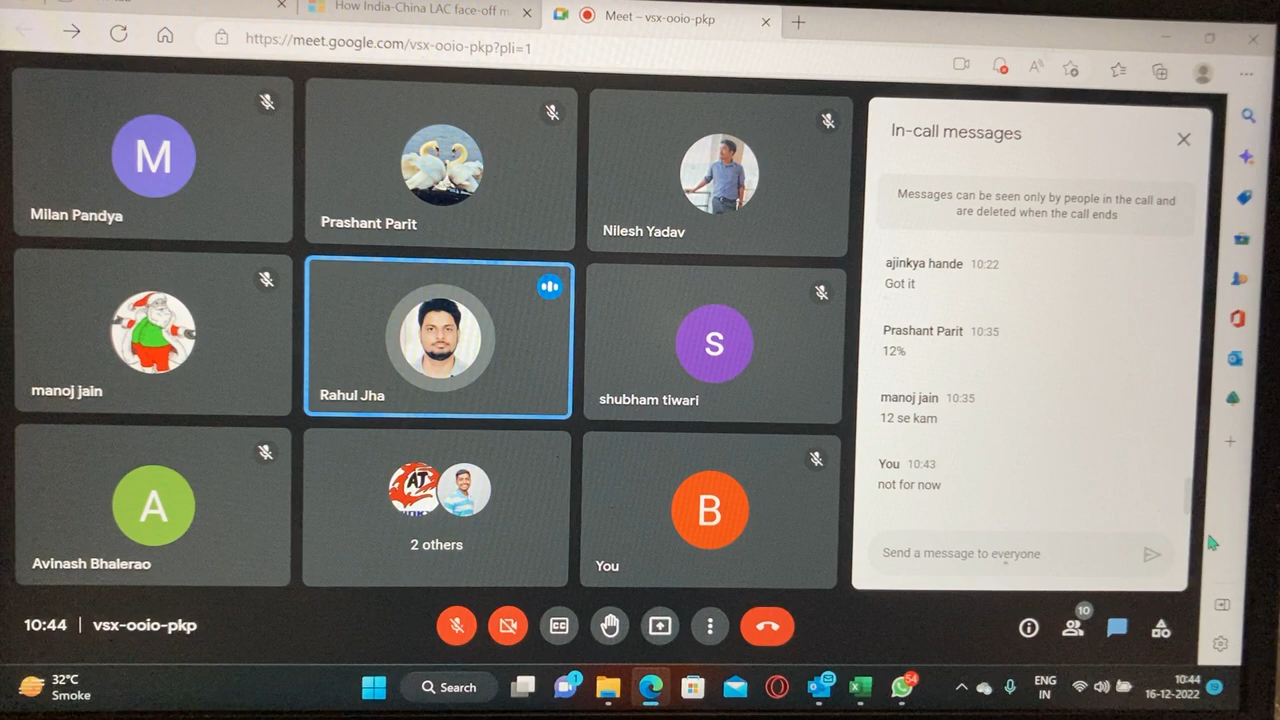 How India-China LAC face-off m
Meet – vsx-ooio-pkp
https://meet.google.com/vsx-ooio-pkp?pli=1
M
Milan Pandya
Prashant Parit
Nilesh Yadav
manoj jain
Rahul Jha
S
shubham tiwari
A
Avinash Bhalerao
AJ
2 others
B
You
In-call messages
Messages can be seen only by people in the call and
are deleted when the call ends
ajinkya hande 10:22
Got it
Prashant Parit 10:35
12%
manoj jain 10:35
12 se kam
You 10:43
not for now
Send a message to everyone
10:44 | vsx-ooio-pkp
CC
10
32°C
Smoke
Search
1
54
ENG
IN
10:44
16-12-2022